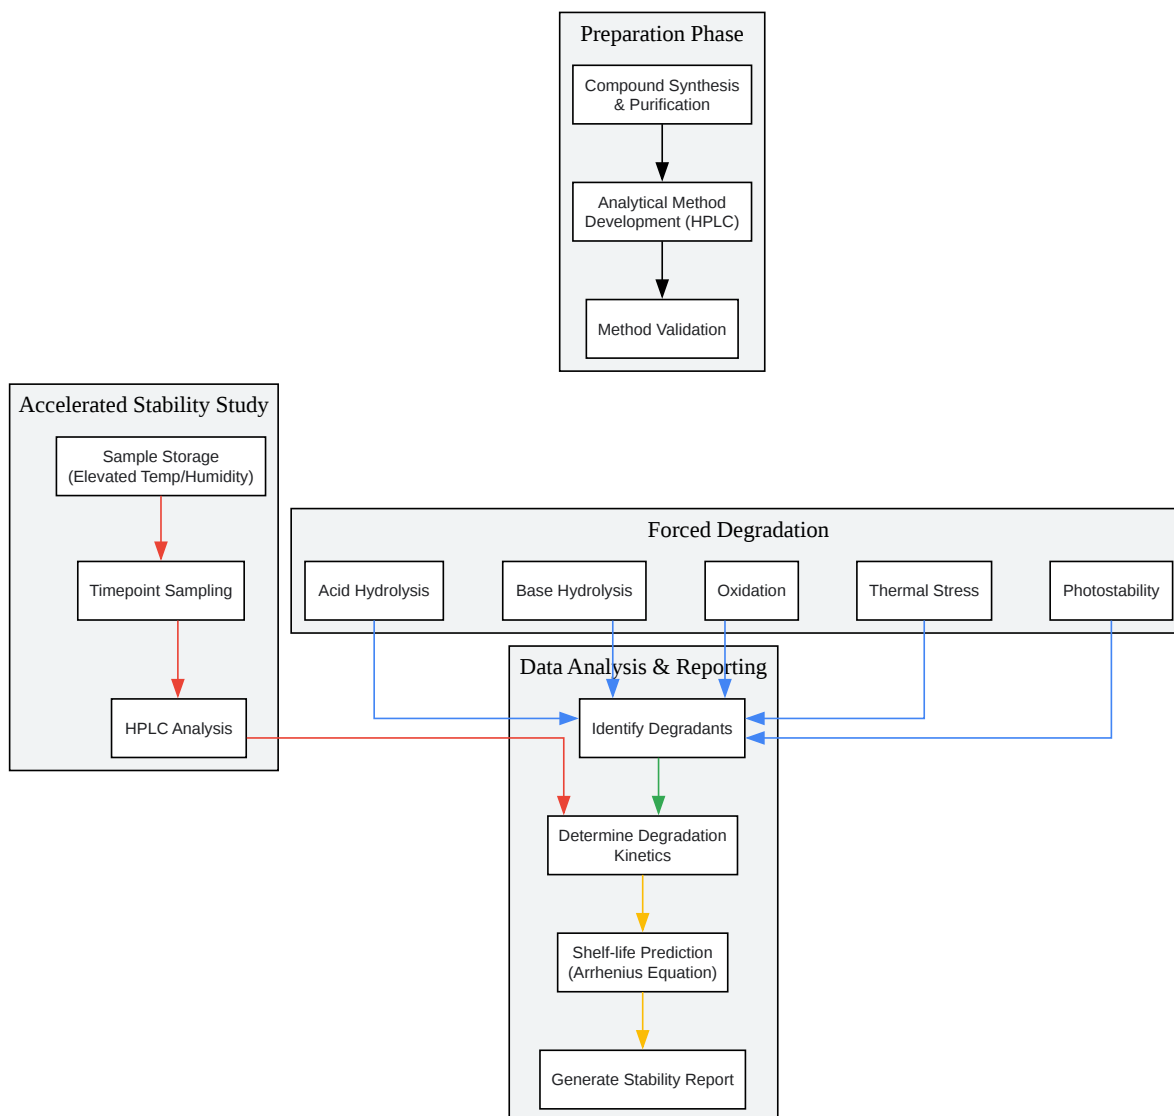 Preparation Phase
Compound Synthesis
& Purification
Analytical Method
Development (HPLC)
Method Validation
Accelerated Stability Study
Sample Storage
(Elevated Temp/Humidity)
Timepoint Sampling
HPLC Analysis
Forced Degradation
Acid Hydrolysis
Base Hydrolysis
Oxidation
Thermal Stress
Photostability
Data Analysis & Reporting
Identify Degradants
Determine Degradation
Kinetics
Shelf-life Prediction
(Arrhenius Equation)
Generate Stability Report